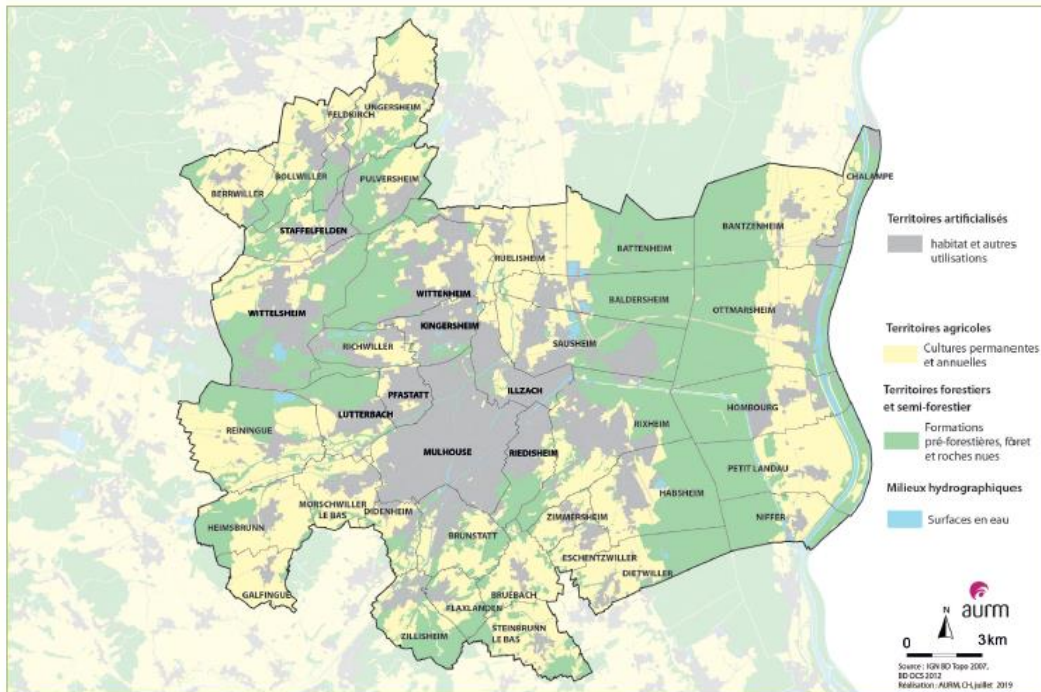 UNGERSHEIM
FELDKIRCH
BOLLWILLER
PULVERSHEIM
BERRWILLER
STAFFELFELDEN
CHALAMPE
BANTZENHEIM
BATTENHEIM
RUELISHEIM
WITTENHEIM
BALDERSHEIM
WITTELSHEIM
OTTMARSHEIM
KINGERSHEIM
RICHWILLER
SAUSHEIM
PFASTATT
ILLZACH
LUTTERBACH
HOMBOURG
REININGUE
RIXHEIM
MULHOUSE
RIEDISHEIM
PETIT LANDAU
HABSHEIM
MORSCHWILLER
LE BAS
DIDENHEIM
ZIMMERSHEIM
NIFFER
HEIMSBRUNN
BRUNSTATT
ESCHENTZWILLER
DIETWILLER
GALFINGUE
BRUEBACH
FLAXLANDEN
STEINBRUNN
LE BAS
ZILLISHEIM
Territoires artificialisés
habitat et autres
utilisations
Territoires agricoles
Cultures permanentes
et annuelles
Territoires forestiers
et semi-forestier
Formations
pré-forestières, fôret
et roches nues
Milieux hydrographiques
Surfaces en eau
N
aurm
0 3km
Source : IGN BD Topo 2007,
BD OCS 2012
Réalisation : AURM, CH, juillet 2019